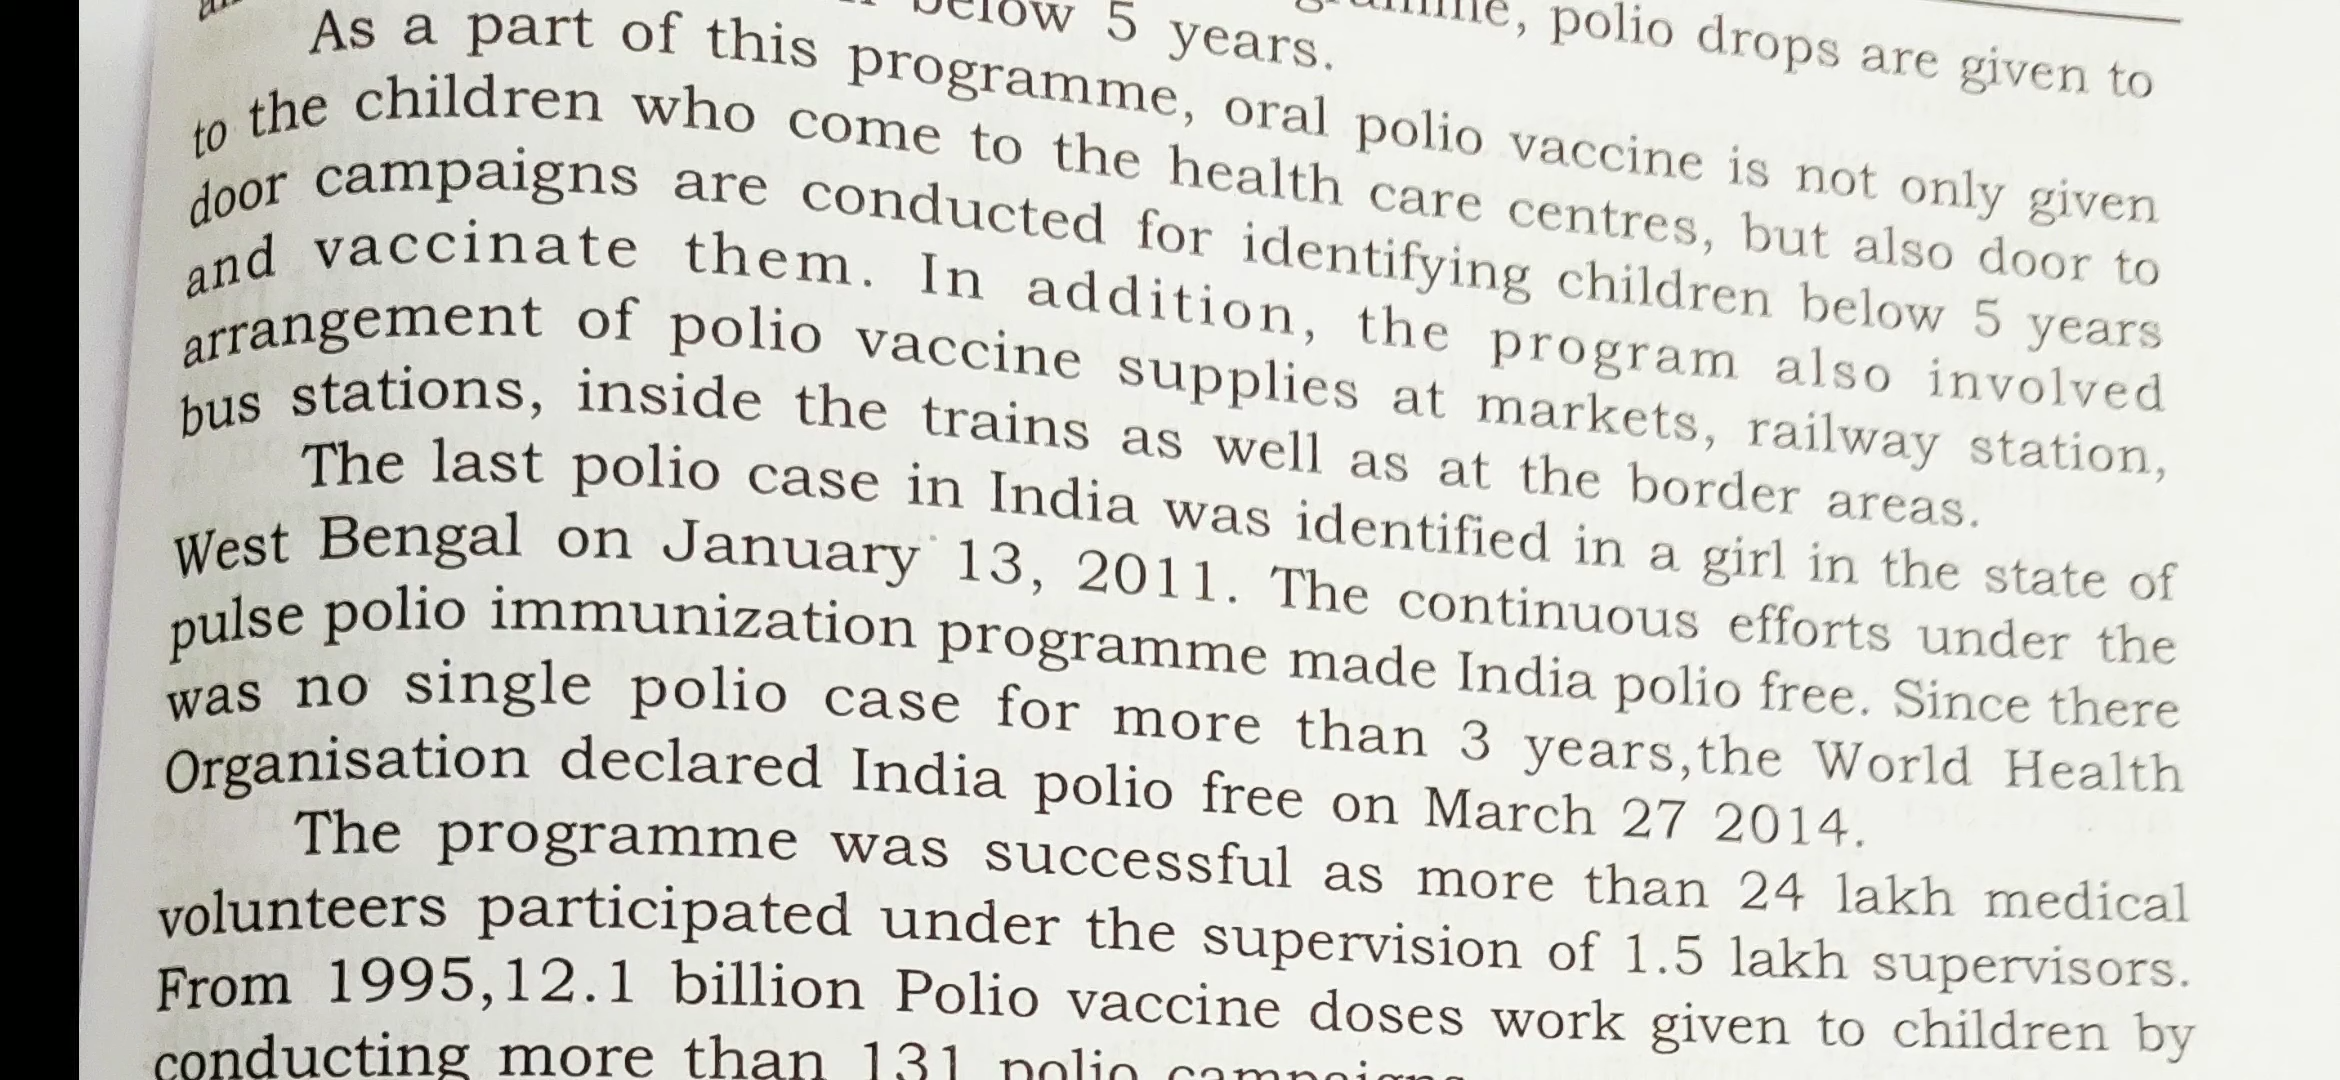 polio drops are given to
below 5 years.
As a part of this programme, oral polio vaccine is not only given
to the children who come to the health care centres, but also door to
door campaigns are conducted for identifying children below 5 years
and vaccinate them. In addition, the program also involved
arrangement of polio vaccine supplies at markets, railway station,
bus stations, inside the trains as well as at the border areas.
The last polio case in India was identified in a girl in the state of
West Bengal on January 13, 2011. The continuous efforts under the
pulse polio immunization programme made India polio free. Since there
was no single polio case for more than 3 years,the World Health
Organisation declared India polio free on March 27 2014.
The programme was successful as more than 24 lakh medical
volunteers participated under the supervision of 1.5 lakh supervisors.
From 1995,12.1 billion Polio vaccine doses work given to children by
conducting more than 131 polio campaigns